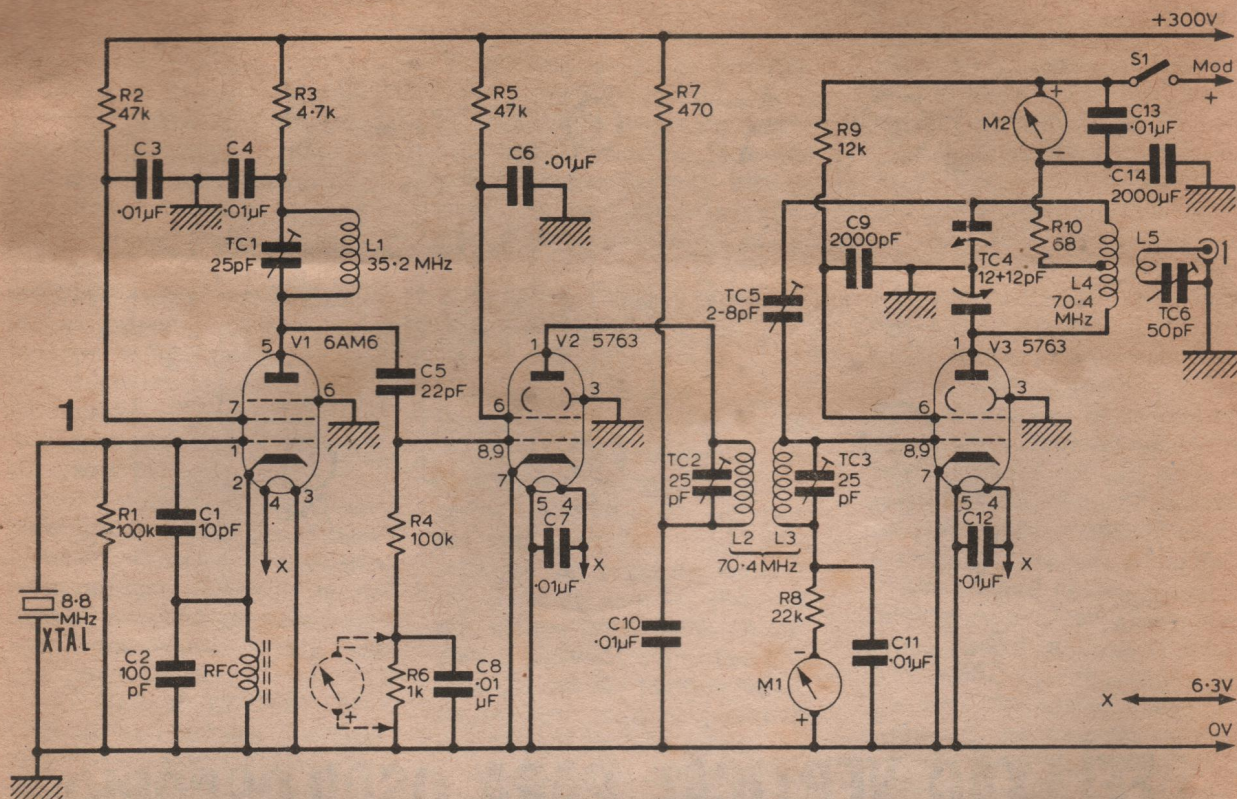 +300V
S1
Mod
+
R2
47k
R3
4·7k
R5
47k
R7
470
R9
12k
M2
+
−
C13
·01µF
C3
·01µF
C4
·01µF
C6
·01µF
C14
2000µF
C9
2000pF
R10
68
L5
1
TC1
25pF
L1
35·2 MHz
TC4
12+12pF
L4
70·4
MHz
TC6
50pF
TC5
2-8pF
5
V1 6AM6
6
7
1
2
4
3
C5
22pF
1
V2 5763
3
6
8,9
7
5
4
1
V3 5763
3
6
8,9
7
5
4
1
R1
100k
C1
10pF
X
R4
100k
C7
·01µF
X
TC2
25
pF
TC3
25
pF
L2
L3
70·4MHz
C12
·01µF
X
8·8
MHz
XTAL
C2
100
pF
RFC
−
+
R6
1k
C8
·01
µF
C10
·01µF
R8
22k
−
M1
+
C11
·01µF
X
6·3V
0V